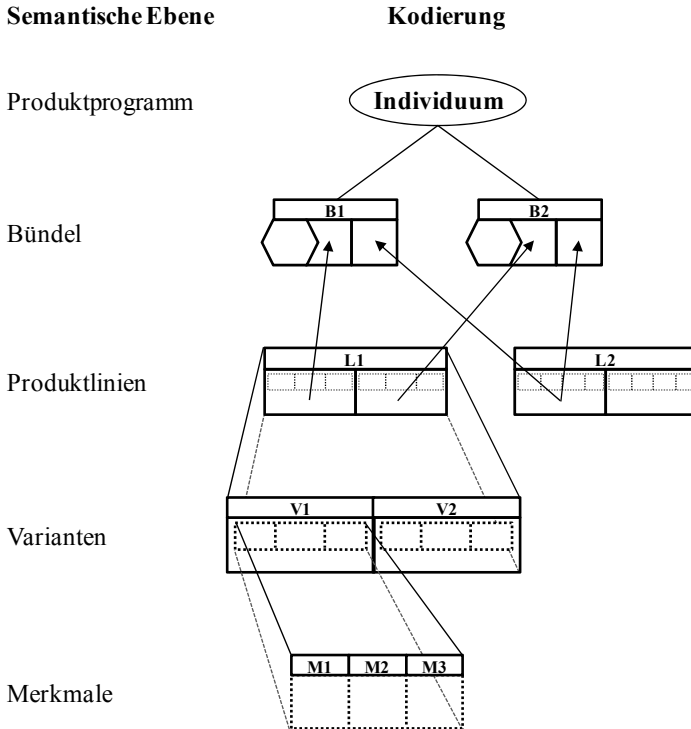 Semantische Ebene Kodierung
Produktprogramm Individuum
B1 B2
Bündel
L1 L2
Produktlinien
V1 V2
Varianten
M1 M2 M3
Merkmale